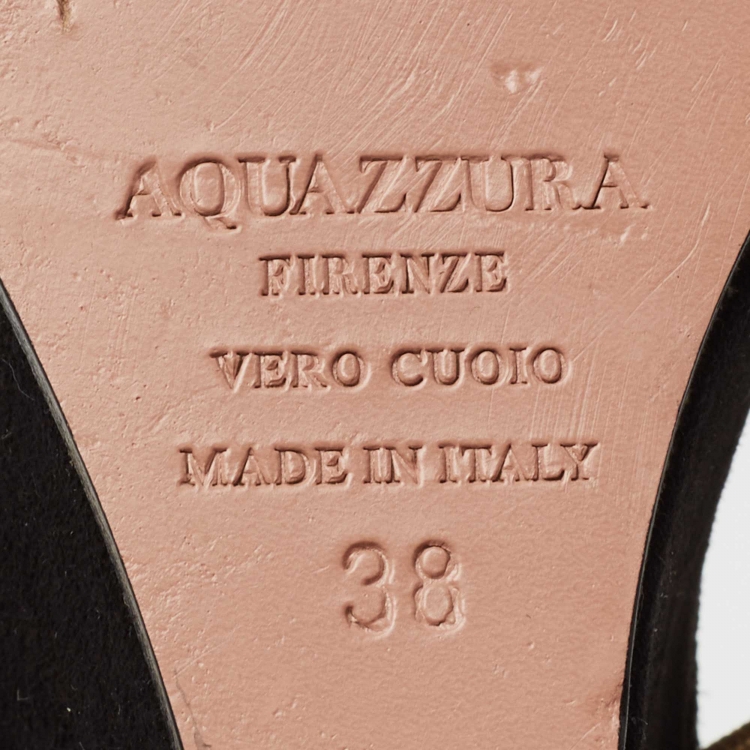 AQUAZZURA
FIRENZE
VERO CUOIO
MADE IN ITALY
38